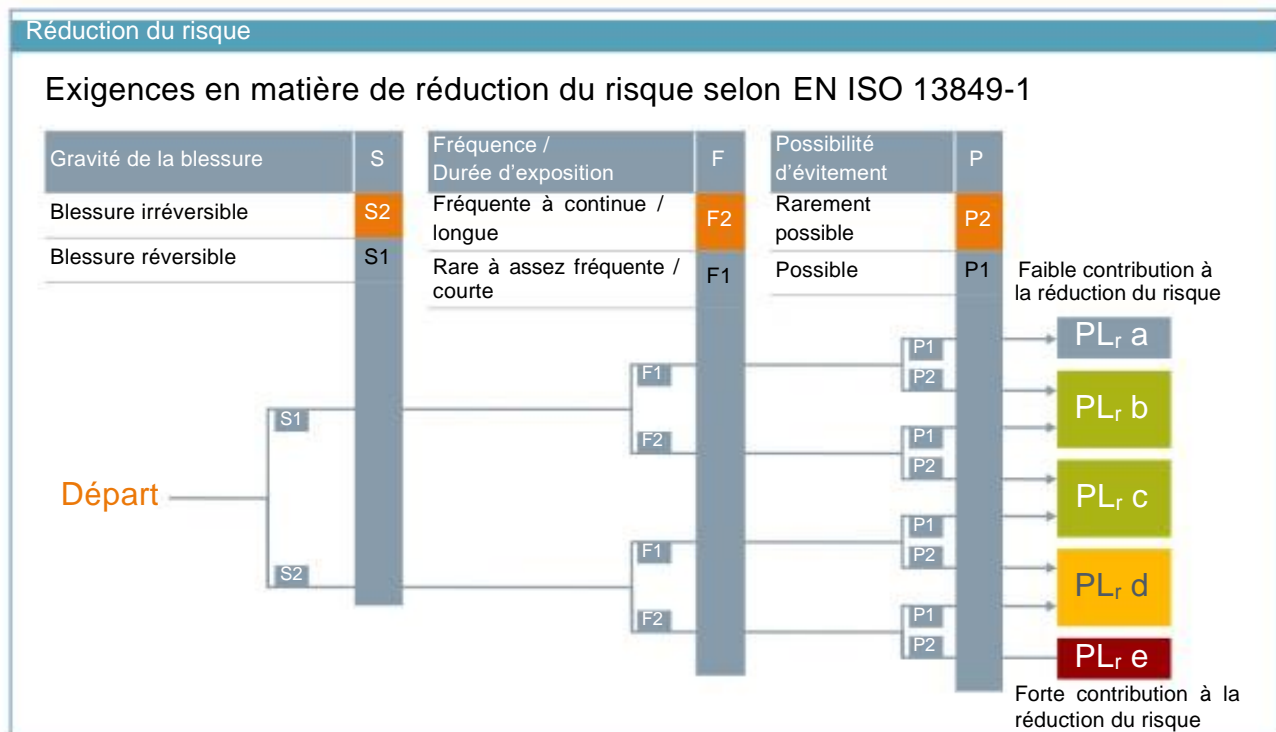 Réduction du risque
Exigences en matière de réduction du risque selon EN ISO 13849-1
Gravité de la blessure
S
Fréquence /
Durée d'exposition
F
Possibilité
d'évitement
P
Blessure irréversible
S2
Fréquente à continue /
longue
F2
Rarement
possible
P2
Blessure réversible
S1
Rare à assez fréquente /
courte
F1
Possible
P1
Faible contribution à
la réduction du risque
Départ
S1
S2
F1
F2
F1
F2
P1
P2
P1
P2
P1
P2
P1
P2
PLr a
PLr b
PLr c
PLr d
PLr e
Forte contribution à la
réduction du risque